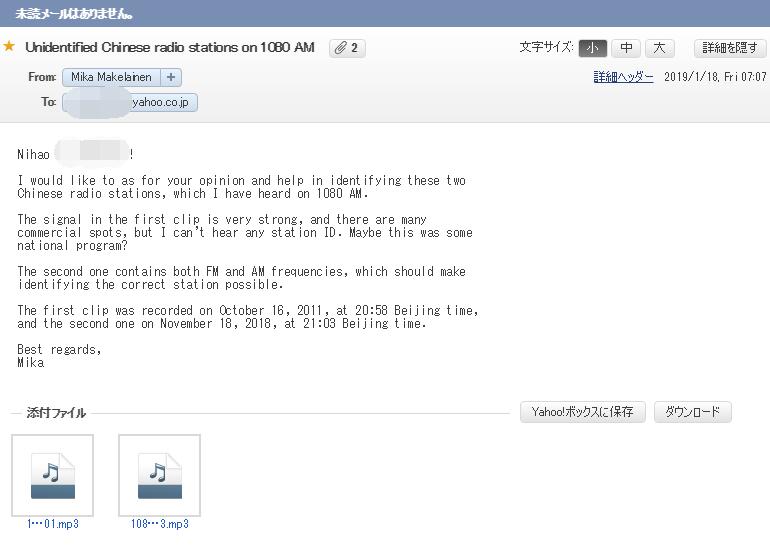 未読メールはありません。
Unidentified Chinese radio stations on 1080 AM 2 文字サイズ: 小 中 大 詳細を隠す
From: Mika Makelainen + 詳細ヘッダー 2019/1/18, Fri 07:07
To: yahoo.co.jp
Nihao !
I would like to as for your opinion and help in identifying these two
Chinese radio stations, which I have heard on 1080 AM.
The signal in the first clip is very strong, and there are many
commercial spots, but I can't hear any station ID. Maybe this was some
national program?
The second one contains both FM and AM frequencies, which should make
identifying the correct station possible.
The first clip was recorded on October 16, 2011, at 20:58 Beijing time,
and the second one on November 18, 2018, at 21:03 Beijing time.
Best regards,
Mika
添付ファイル Yahoo!ボックスに保存 ダウンロード
1…01.mp3 108…3.mp3